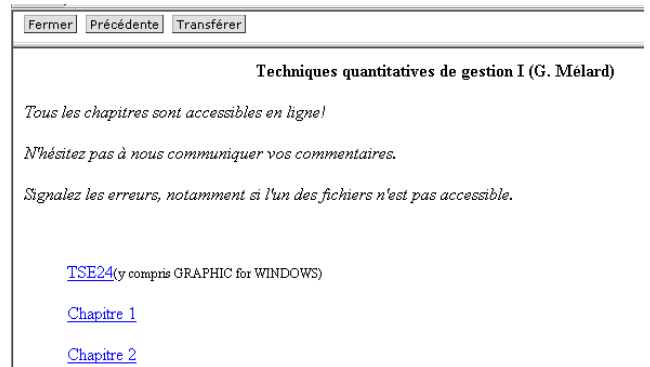 Fermer Précédente Transférer
Techniques quantitatives de gestion I (G. Mélard)
Tous les chapitres sont accessibles en ligne!
N'hésitez pas à nous communiquer vos commentaires.
Signalez les erreurs, notamment si l'un des fichiers n'est pas accessible.
TSE24(y compris GRAPHIC for WINDOWS)
Chapitre 1
Chapitre 2